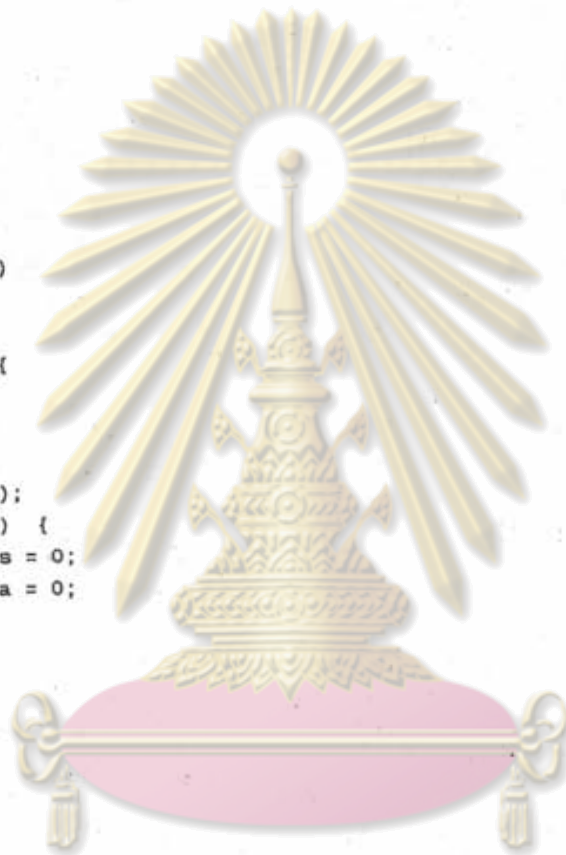 )
{
);
) {
s = 0;
a = 0;